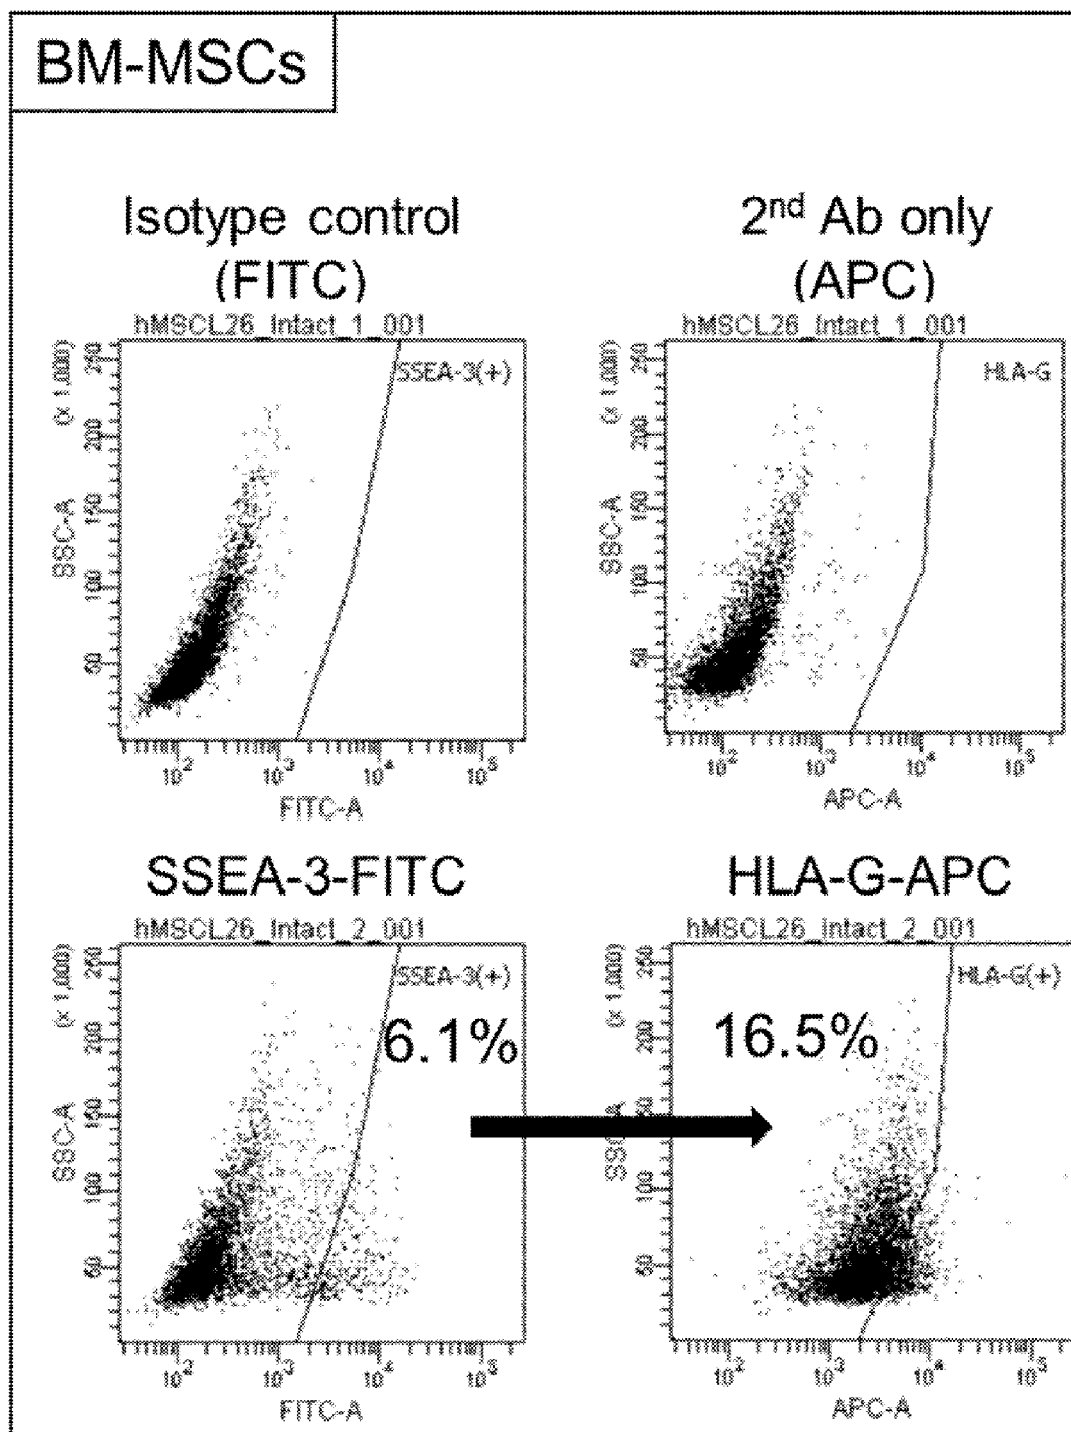 BM-MSCs
Isotype control
(FITC)
hMSCL26_Intact_1_001
(x 1,000)
250
200
150
100
50
SSC-A
SSEA-3(+)
10²
10³
10⁴
10⁵
FITC-A
2nd Ab only
(APC)
hMSCL26_Intact_1_001
(x 1,000)
250
200
150
100
50
SSC-A
HLA-G
10²
10³
10⁴
10⁵
APC-A
SSEA-3-FITC
hMSCL26_Intact_2_001
(x 1,000)
250
200
150
100
50
SSC-A
SSEA-3(+)
6.1%
10²
10³
10⁴
10⁵
FITC-A
HLA-G-APC
hMSCL26_Intact_2_001
(x 1,000)
250
200
150
100
50
SSC-A
HLA-G(+)
16.5%
10²
10³
10⁴
10⁵
APC-A